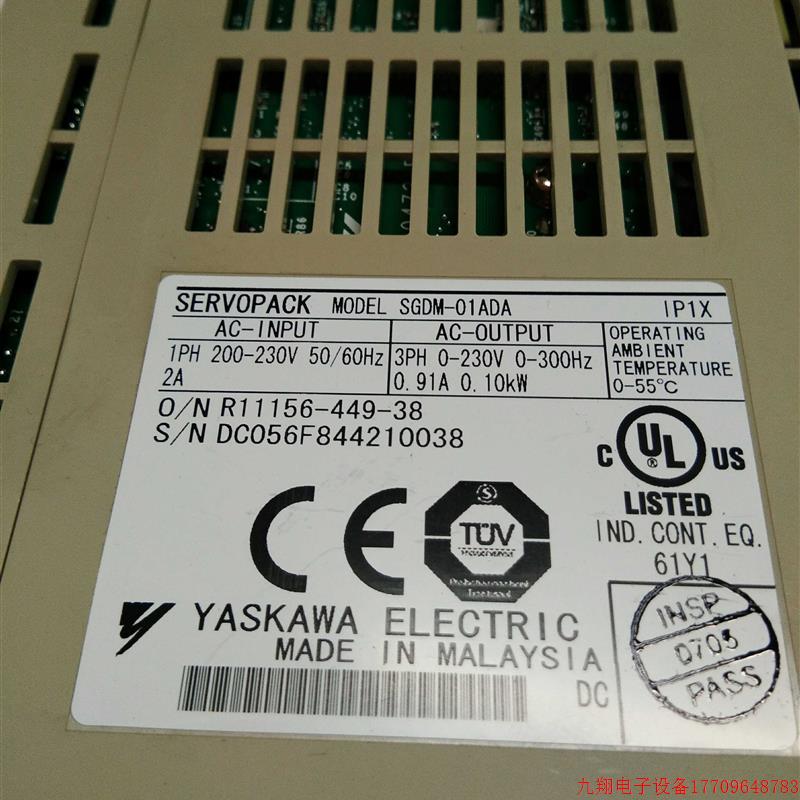 SERVOPACK MODEL SGDM-01ADA IP1X
AC-INPUT
1PH 200-230V 50/60Hz
2A
AC-OUTPUT
3PH 0-230V 0-300Hz
0.91A 0.10kW
OPERATING
AMBIENT
TEMPERATURE
0-55°C
O/N R11156-449-38
S/N DC056F844210038
C UL ® US
LISTED
IND. CONT. EQ.
61Y1
CE
S
TÜV
YASKAWA ELECTRIC
MADE IN MALAYSIA
DC
INSP
0703
PASS
九翔电子设备17709648783